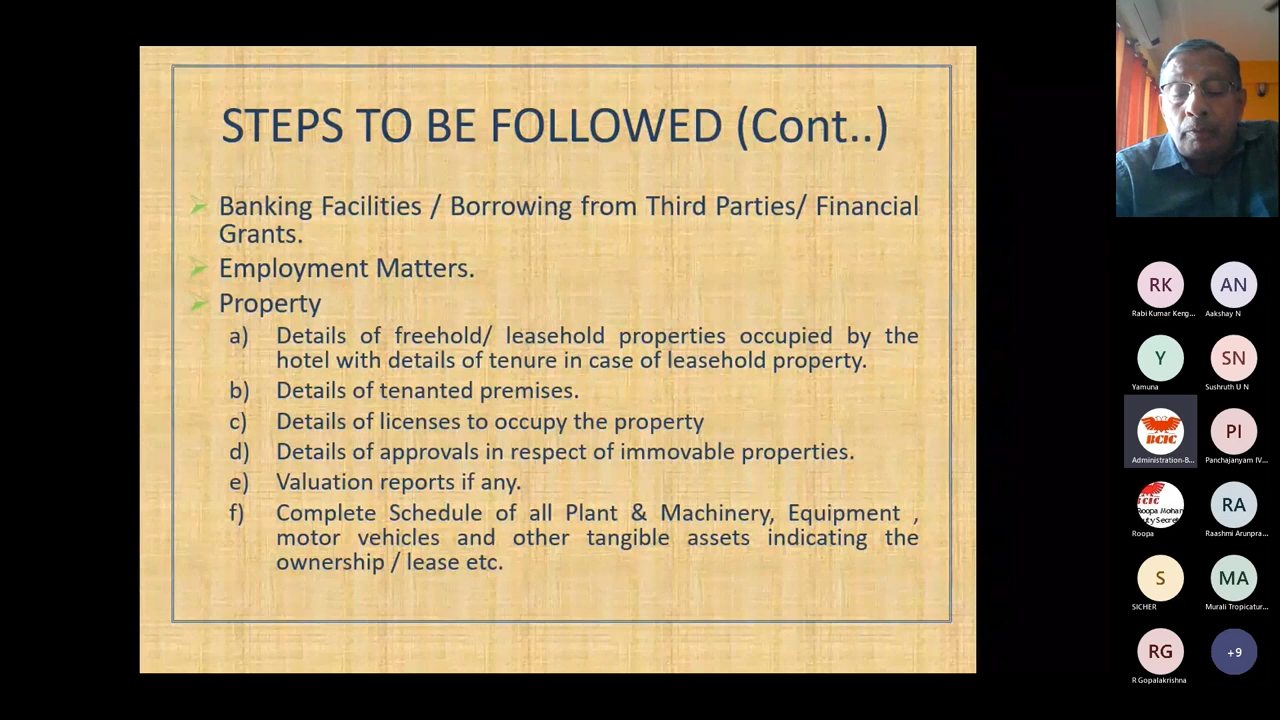 STEPS TO BE FOLLOWED (Cont..)
Banking Facilities / Borrowing from Third Parties/ Financial
Grants.
Employment Matters.
Property
a) Details of freehold/ leasehold properties occupied by the
hotel with details of tenure in case of leasehold property.
b) Details of tenanted premises.
c) Details of licenses to occupy the property
d) Details of approvals in respect of immovable properties.
e) Valuation reports if any.
f) Complete Schedule of all Plant & Machinery, Equipment ,
motor vehicles and other tangible assets indicating the
ownership / lease etc.
RK
Rabi Kumar Keng...
AN
Aakshay N
Y
Yamuna
SN
Sushruth U N
BCIC
Administration-B...
PI
Panchajanyam IV...
Roopa Mohan
Roopa
RA
Raashmi Arunpra...
S
SICHER
MA
Murali Tropicatur...
RG
R Gopalakrishna
+9